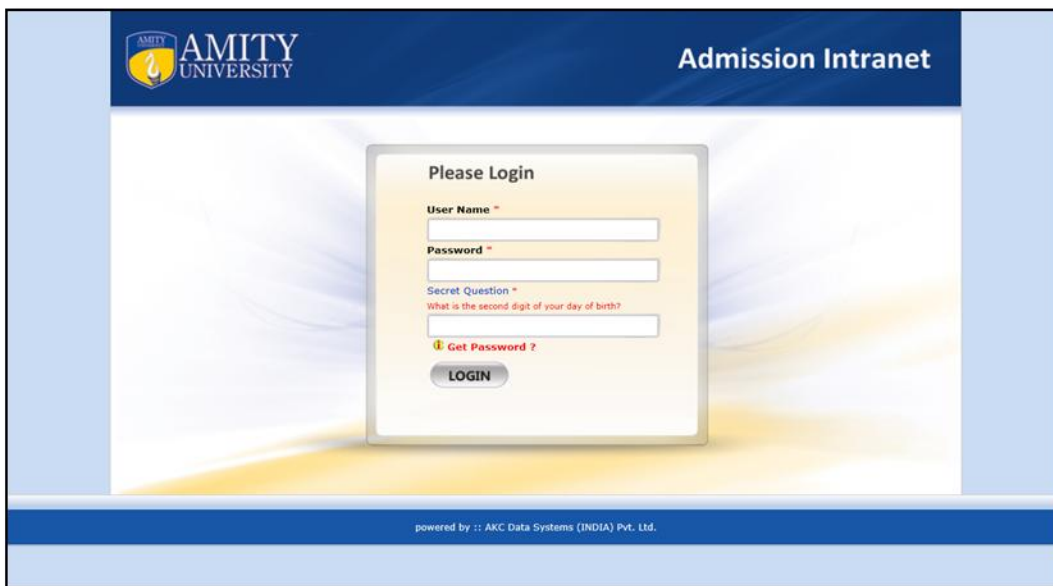 AMITY
AMITY
UNIVERSITY
Admission Intranet
Please Login
User Name *
Password *
Secret Question *
What is the second digit of your day of birth?
Get Password ?
LOGIN
powered by :: AKC Data Systems (INDIA) Pvt. Ltd.